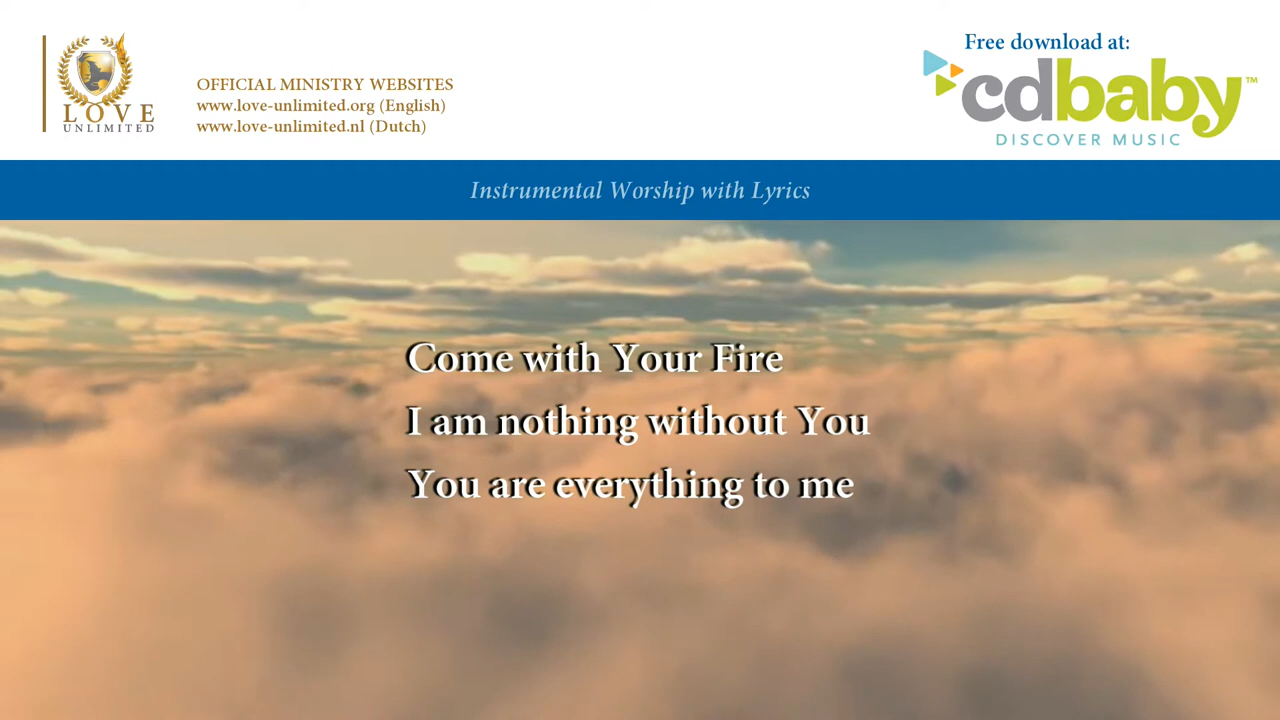 LOVE
UNLIMITED
OFFICIAL MINISTRY WEBSITES
www.love-unlimited.org (English)
www.love-unlimited.nl (Dutch)
Free download at:
cdbaby™
DISCOVER MUSIC
Instrumental Worship with Lyrics
Come with Your Fire
I am nothing without You
You are everything to me